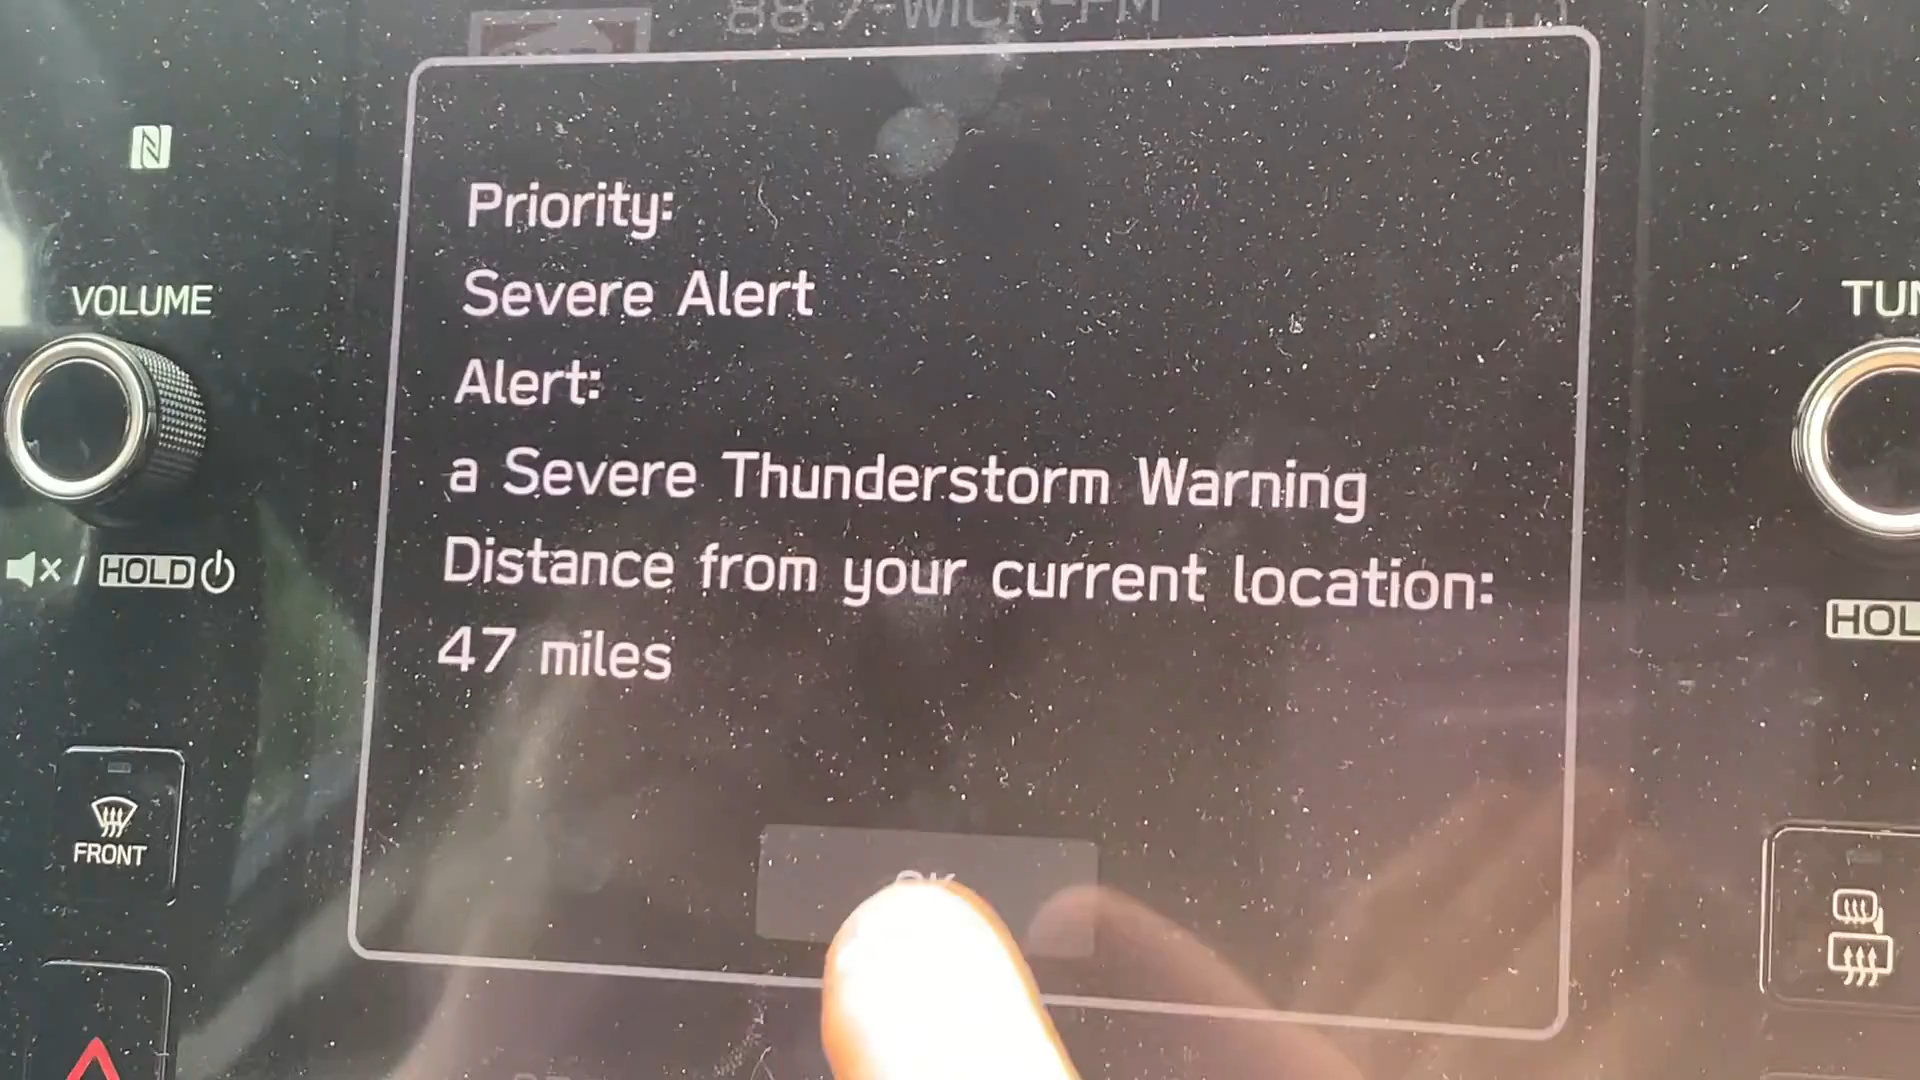 88.7-WICR-FM
Priority:
Severe Alert
VOLUME
TUN
Alert:
a Severe Thunderstorm Warning
Distance from your current location:
HOLD
HOL
47 miles
FRONT
OK